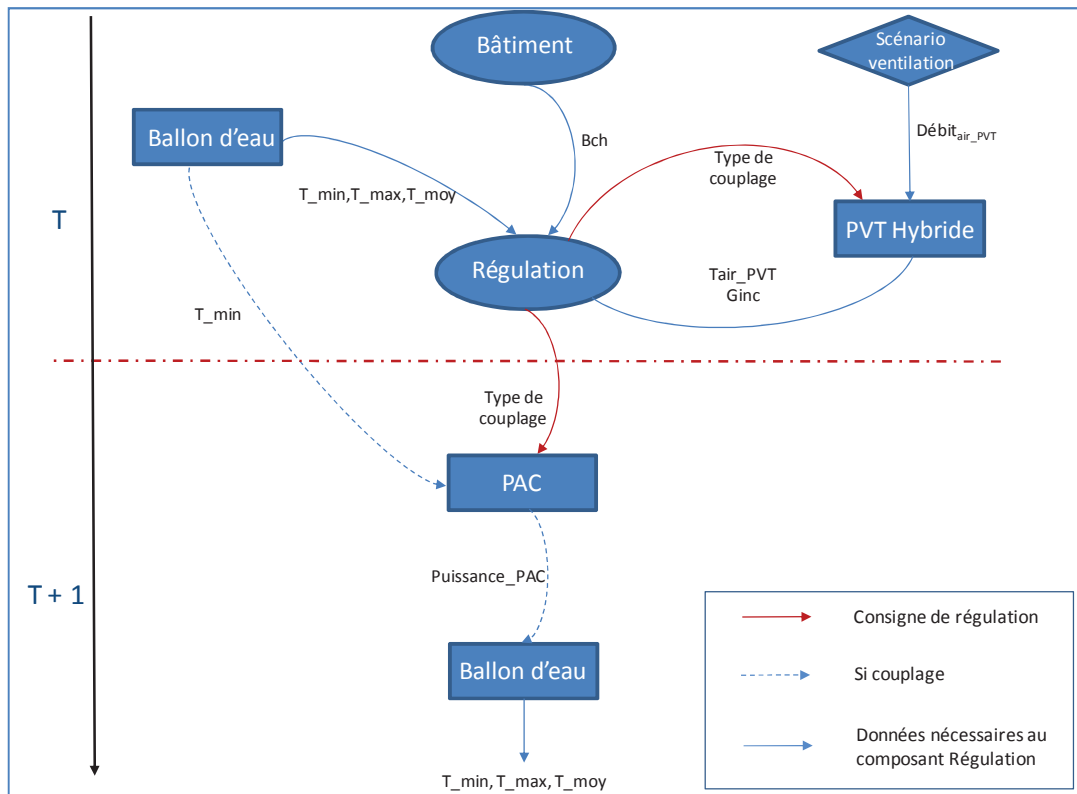 Bâtiment
Scénario
ventilation
Ballon d'eau
Bch
Débitair_PVT
Type de
couplage
T_min,T_max,T_moy
T
PVT Hybride
Régulation
Tair_PVT
Ginc
T_min
Type de
couplage
PAC
Puissance_PAC
T + 1
Consigne de régulation
Ballon d'eau
Si couplage
Données nécessaires au
composant Régulation
T_min, T_max, T_moy